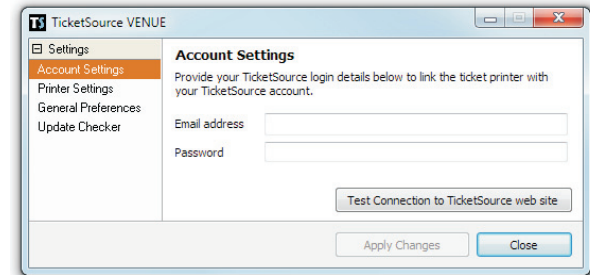 TS TicketSource VENUE
Settings
Account Settings
Printer Settings
General Preferences
Update Checker
Account Settings
Provide your TicketSource login details below to link the ticket printer with
your TicketSource account.
Email address
Password
Test Connection to TicketSource web site
Apply Changes
Close